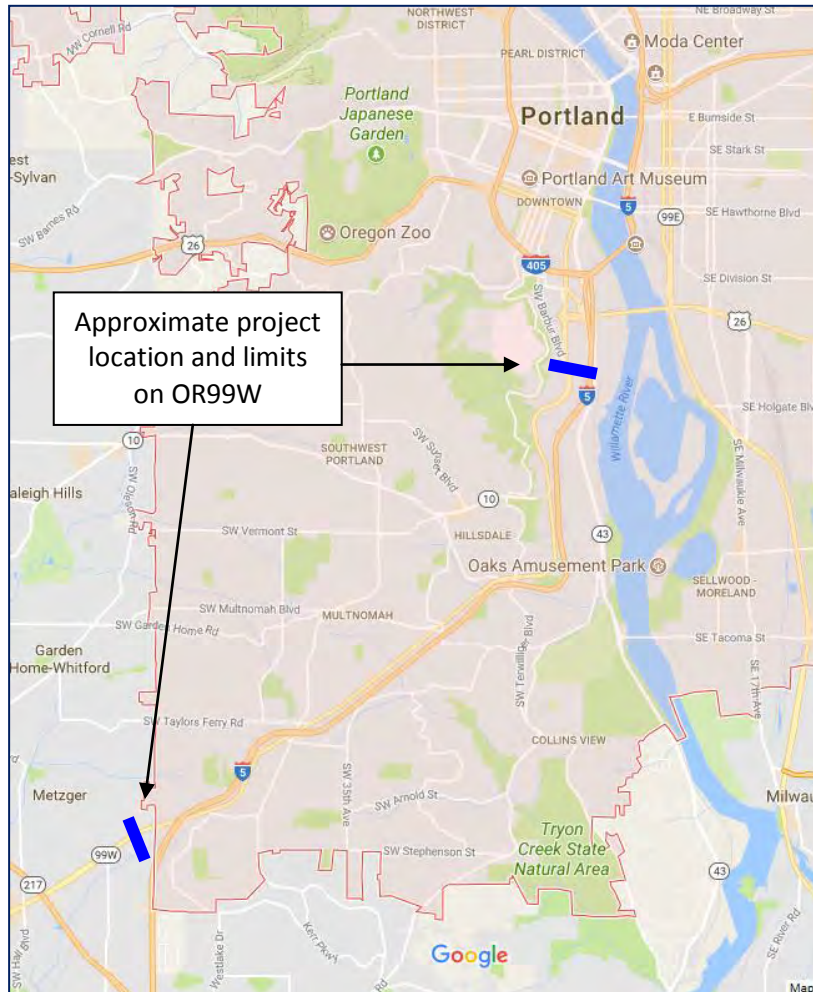 NORTHWEST
DISTRICT
NE Broadway St
NW Cornell Rd
Moda Center
PEARL DISTRICT
Portland
Japanese
Garden
Portland
E Burnside St
est
-Sylvan
SE Stark St
Portland Art Museum
SW Barnes Rd
DOWNTOWN
5
99E
SE Hawthorne Blvd
26
Oregon Zoo
405
SE Division St
SW Barbur Blvd
26
Approximate project
location and limits
on OR99W
5
Willamette River
SE Holgate Blv
10
SW Oleson Rd
SW Sunset Blvd
SE Milwaukie Ave
SOUTHWEST
PORTLAND
aleigh Hills
10
SW Vermont St
HILLSDALE
43
Oaks Amusement Park
SELLWOOD -
MORELAND
SW Multnomah Blvd
MULTNOMAH
SW Garden Home Rd
SE Tacoma St
Garden
Home-Whitford
SW Terwilliger Blvd
SE 17th Ave
SW Taylors Ferry Rd
COLLINS VIEW
5
SW 35th Ave
Metzger
SW Arnold St
Milwau
Tryon
Creek State
Natural Area
99W
SW Stephenson St
43
217
Kerr Pkwy
SW Hall Blvd
Westlake Dr
Rd
SE River Rd
Google
Map